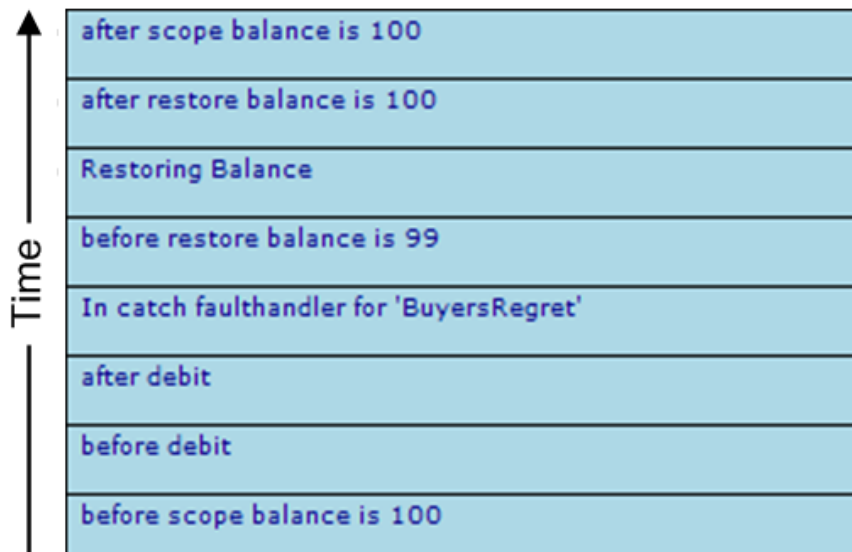 Time
after scope balance is 100
after restore balance is 100
Restoring Balance
before restore balance is 99
In catch faulthandler for 'BuyersRegret'
after debit
before debit
before scope balance is 100